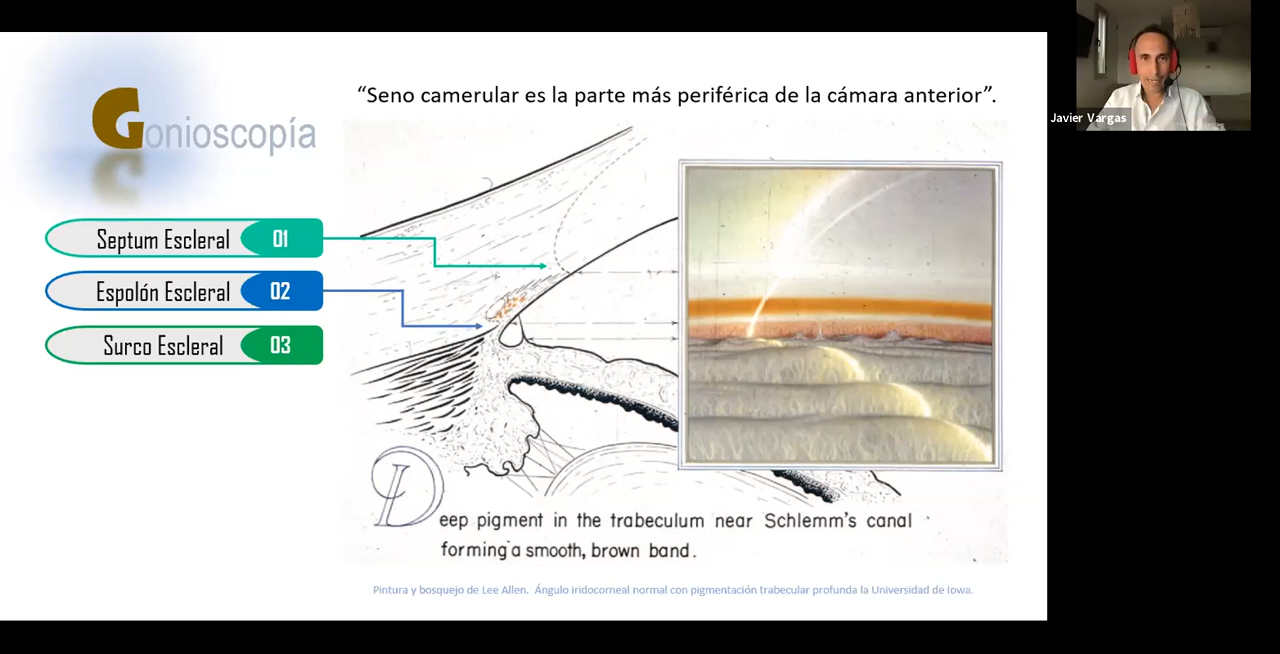 Gonioscopía
“Seno camerular es la parte más periférica de la cámara anterior”.
Septum Escleral 01
Espolón Escleral 02
Surco Escleral 03
Deep pigment in the trabeculum near Schlemm's canal
forming a smooth, brown band.
Pintura y bosquejo de Lee Allen. Ángulo iridocorneal normal con pigmentación trabecular profunda la Universidad de Iowa.
Javier Vargas